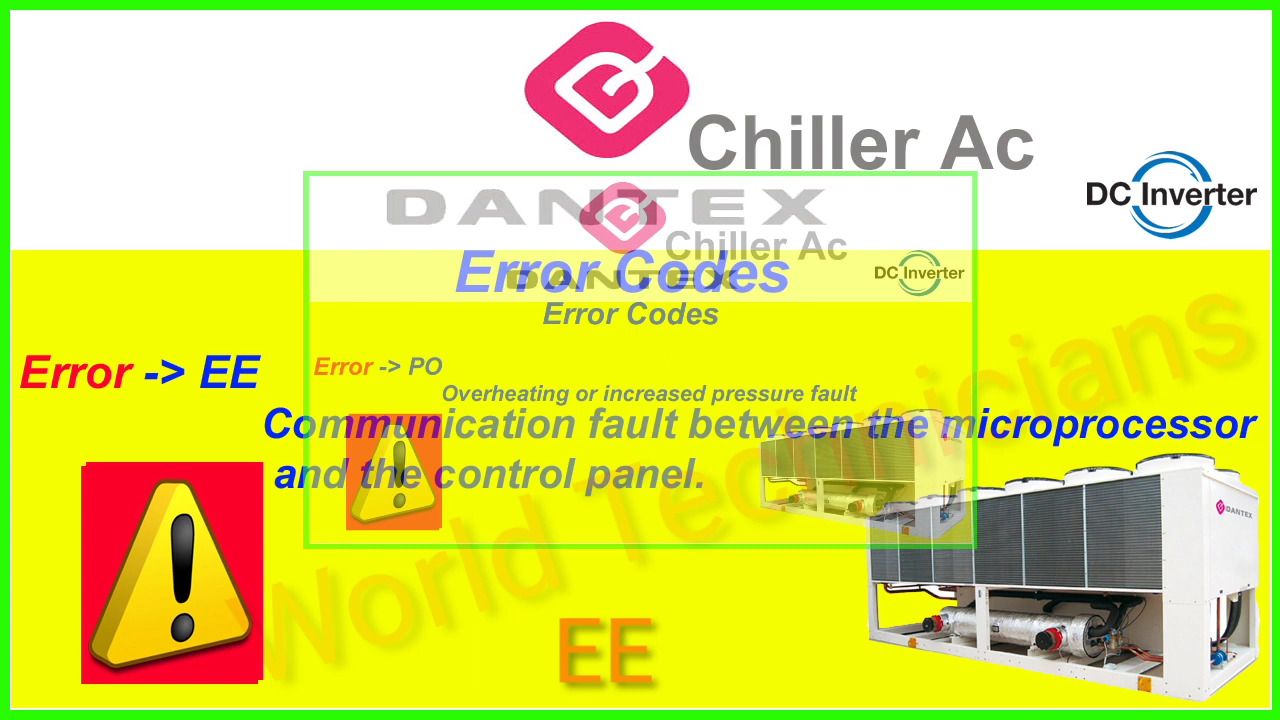 Chiller Ac
DC Inverter
DANTEX
Chiller Ac
DANTEX
DC Inverter
Error Codes
Error Codes
Error -> EE
Error -> PO
Overheating or increased pressure fault
Communication fault between the microprocessor
and the control panel.
World Technicians
DANTEX
EE